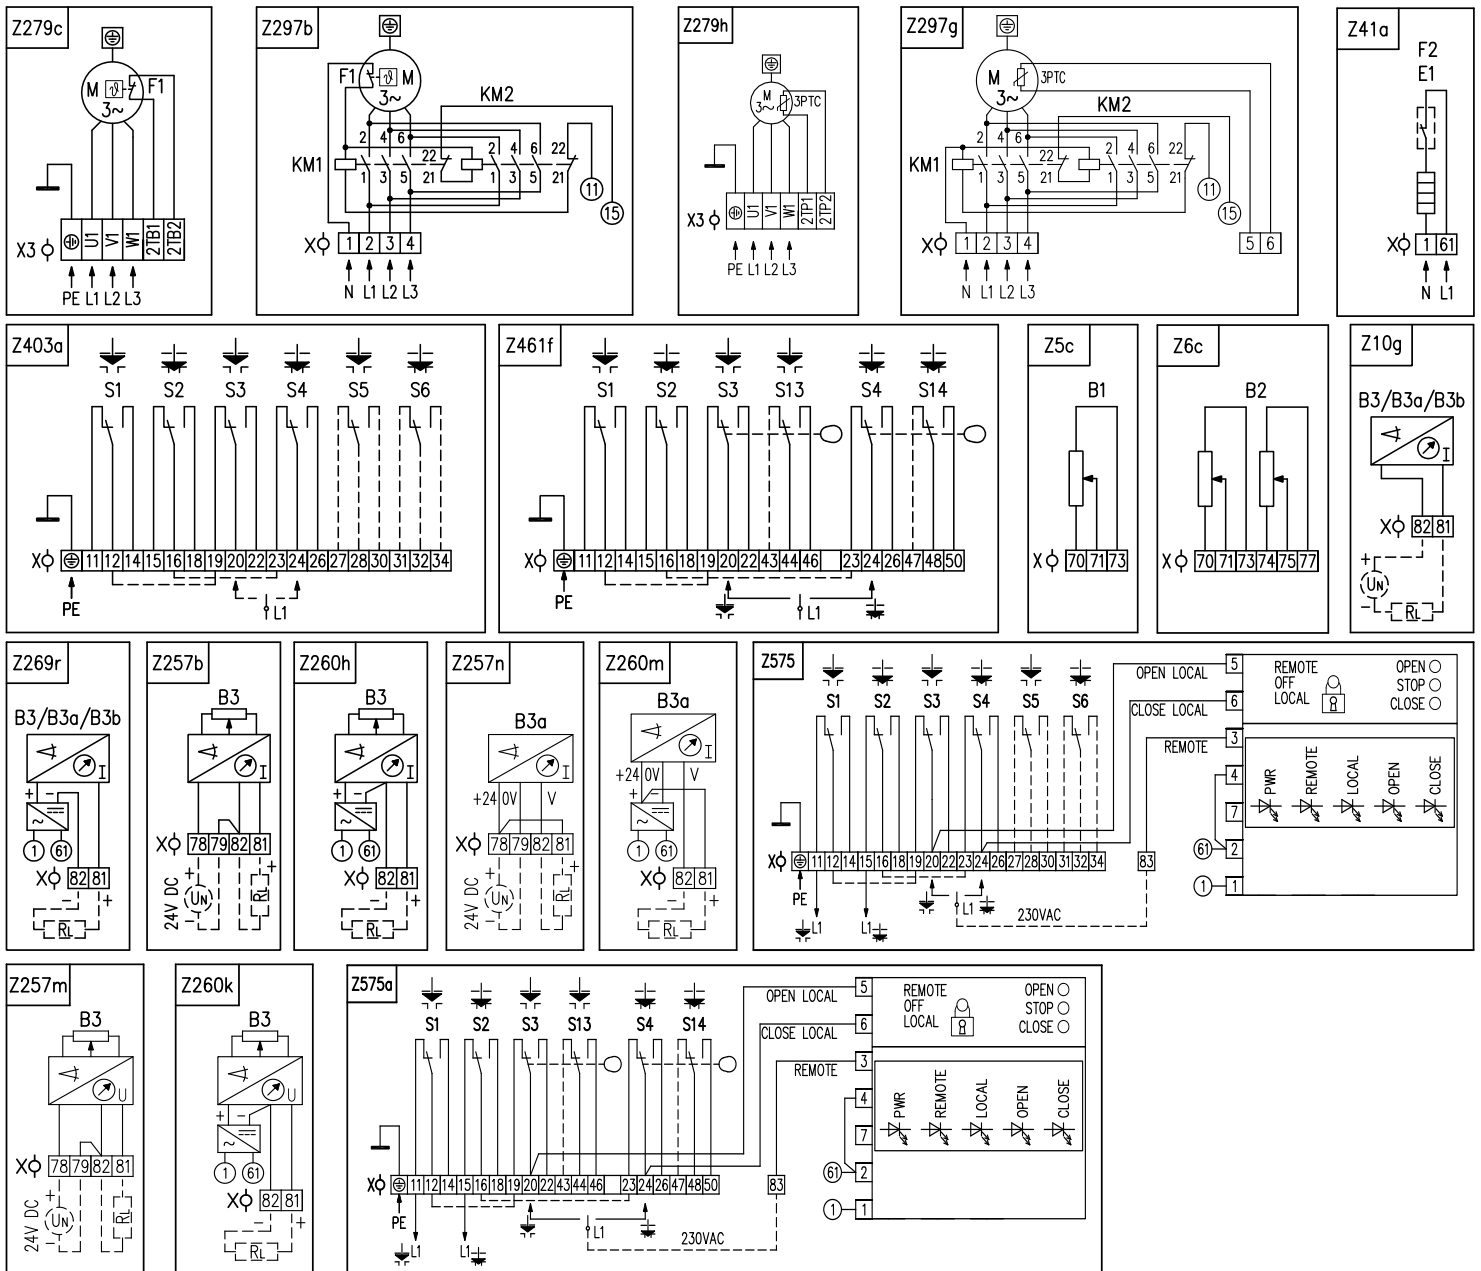 Z279c
M ϑ F1
3~
X3 U1 V1 W1 2TB1 2TB2
PE L1 L2 L3
Z297b
F1 ϑ M
3~
KM2
2 4 6 22 2 4 6 22
KM1
1 3 5 21 1 3 5 21
11
15
X 1 2 3 4
N L1 L2 L3
Z279h
M
3~ 3PTC
X3 U1 V1 W1 2TP1 2TP2
PE L1 L2 L3
Z297g
M 3PTC
3~
KM2
2 4 6 22 2 4 6 22
KM1
1 3 5 21 1 3 5 21
11
15
X 1 2 3 4 5 6
N L1 L2 L3
Z41a
F2
E1
X 1 61
N L1
Z403a
S1 S2 S3 S4 S5 S6
X 11 12 14 15 16 18 19 20 22 23 24 26 27 28 30 31 32 34
PE L1
Z461f
S1 S2 S3 S13 S4 S14
X 11 12 14 15 16 18 19 20 22 43 44 46 23 24 26 47 48 50
PE L1
Z5c
B1
X 70 71 73
Z6c
B2
X 70 71 73 74 75 77
Z10g
B3/B3a/B3b
I
X 82 81
+
UN
-
RL
Z269r
B3/B3a/B3b
I
+ -
~
1 61
X 82 81
- +
RL
Z257b
B3
I
X 78 79 82 81
24V DC + UN - RL +
Z260h
B3
I
+ -
~
1 61
X 82 81
- +
RL
Z257n
B3a
I
+24 0V V
X 78 79 82 81
24V DC + UN - RL +
Z260m
B3a
I
+24 0V V
+
~
1 61
X 82 81
- +
RL
Z575
S1 S2 S3 S4 S5 S6
OPEN LOCAL 5
CLOSE LOCAL 6
REMOTE 3
4
7
61 2
1 1
REMOTE
OFF
LOCAL
OPEN
STOP
CLOSE
PWR REMOTE LOCAL OPEN CLOSE
X 11 12 14 15 16 18 19 20 22 23 24 26 27 28 30 31 32 34 83
PE
L1 L1 L1
230VAC
Z257m
B3
U
X 78 79 82 81
24V DC + UN - RL +
Z260k
B3
U
+ -
~
1 61
X 82 81
- +
RL
Z575a
S1 S2 S3 S13 S4 S14
OPEN LOCAL 5
CLOSE LOCAL 6
REMOTE 3
4
7
61 2
1 1
REMOTE
OFF
LOCAL
OPEN
STOP
CLOSE
PWR REMOTE LOCAL OPEN CLOSE
X 11 12 14 15 16 18 19 20 22 43 44 46 23 24 26 47 48 50 83
PE
L1 L1 L1
230VAC